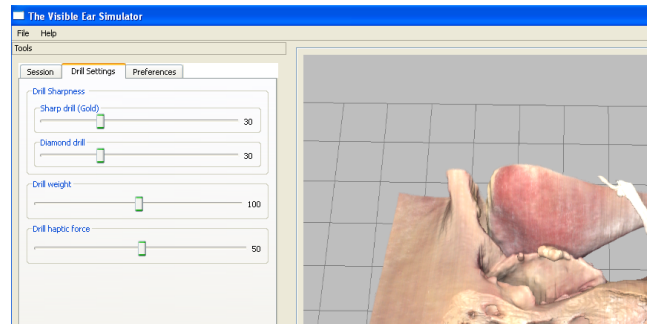 The Visible Ear Simulator
File Help
Tools
Session Drill Settings Preferences
Drill Sharpness
Sharp drill (Gold)
30
Diamond drill
30
Drill weight
100
Drill haptic force
50